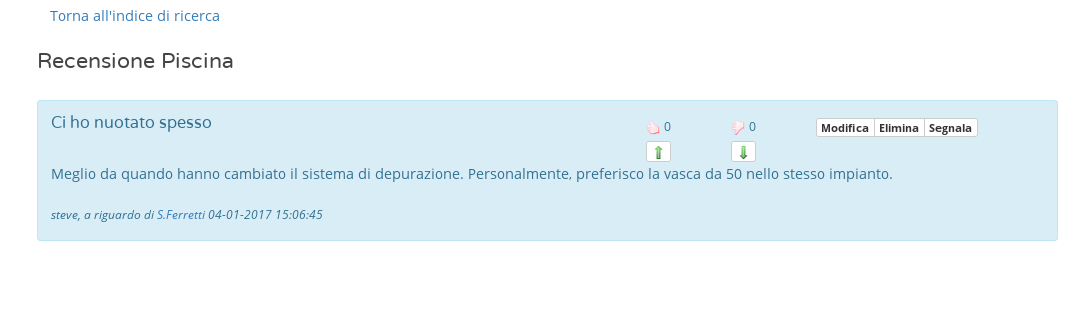 Torna all'indice di ricerca
Recensione Piscina
Ci ho nuotato spesso
0 0 Modifica Elimina Segnala
Meglio da quando hanno cambiato il sistema di depurazione. Personalmente, preferisco la vasca da 50 nello stesso impianto.
steve, a riguardo di S.Ferretti 04-01-2017 15:06:45